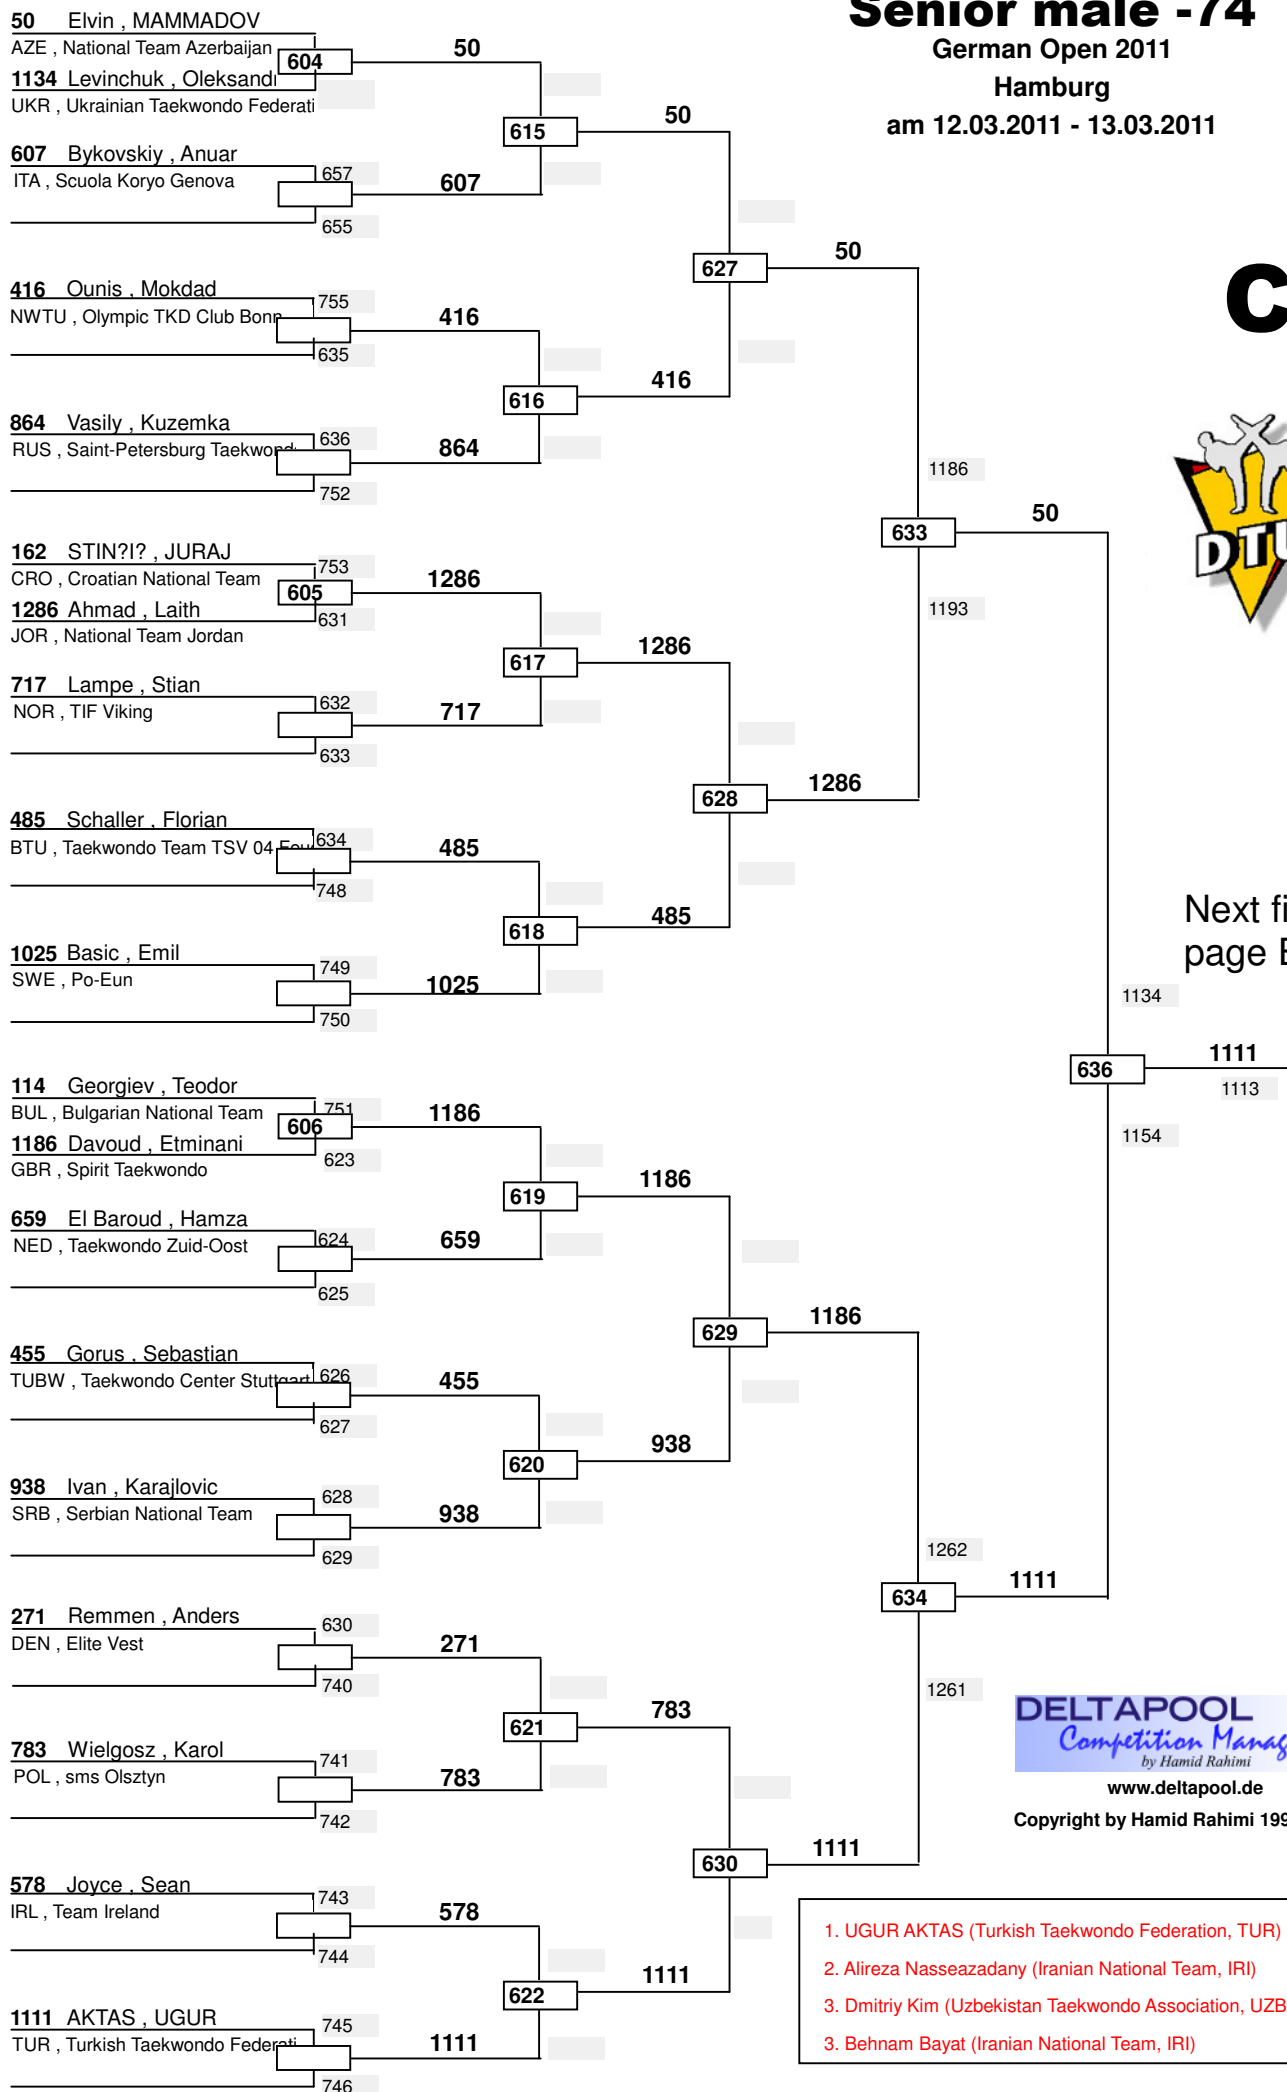 Senior male -74
German Open 2011
Hamburg
am 12.03.2011 - 13.03.2011
C
DTU
50 Elvin , MAMMADOV
AZE , National Team Azerbaijan
604
50
1134 Levinchuk , Oleksandr
UKR , Ukrainian Taekwondo Federati
615
50
607 Bykovskiy , Anuar
ITA , Scuola Koryo Genova
657
607
655
627
50
416 Ounis , Mokdad
NWTU , Olympic TKD Club Bonn
755
416
635
616
416
864 Vasily , Kuzemka
RUS , Saint-Petersburg Taekwond
636
864
752
1186
633
50
1193
162 STIN?I? , JURAJ
CRO , Croatian National Team
753
605
1286
1286 Ahmad , Laith
JOR , National Team Jordan
631
617
1286
717 Lampe , Stian
NOR , TIF Viking
632
717
633
628
1286
485 Schaller , Florian
BTU , Taekwondo Team TSV 04
634
485
748
618
485
1025 Basic , Emil
SWE , Po-Eun
749
1025
750
Next fi
page E
1134
636
1111
1113
1154
114 Georgiev , Teodor
BUL , Bulgarian National Team
751
606
1186
1186 Davoud , Etminani
GBR , Spirit Taekwondo
623
619
1186
659 El Baroud , Hamza
NED , Taekwondo Zuid-Oost
624
659
625
629
1186
455 Gorus , Sebastian
TUBW , Taekwondo Center Stuttgart
626
455
627
620
938
938 Ivan , Karajlovic
SRB , Serbian National Team
628
938
629
1262
634
1111
1261
271 Remmen , Anders
DEN , Elite Vest
630
271
740
621
783
783 Wielgosz , Karol
POL , sms Olsztyn
741
783
742
630
1111
578 Joyce , Sean
IRL , Team Ireland
743
578
744
622
1111
1111 AKTAS , UGUR
TUR , Turkish Taekwondo Federati
745
1111
746
DELTAPOOL
Competition Manag
by Hamid Rahimi
www.deltapool.de
Copyright by Hamid Rahimi 199
1. UGUR AKTAS (Turkish Taekwondo Federation, TUR)
2. Alireza Nasseazadany (Iranian National Team, IRI)
3. Dmitriy Kim (Uzbekistan Taekwondo Association, UZB
3. Behnam Bayat (Iranian National Team, IRI)